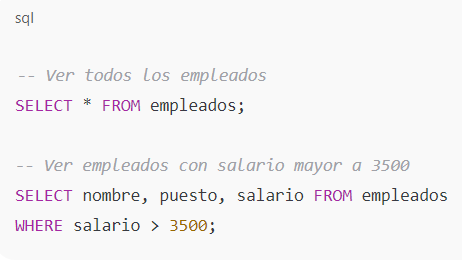 sql
-- Ver todos los empleados
SELECT * FROM empleados;
-- Ver empleados con salario mayor a 3500
SELECT nombre, puesto, salario FROM empleados
WHERE salario > 3500;